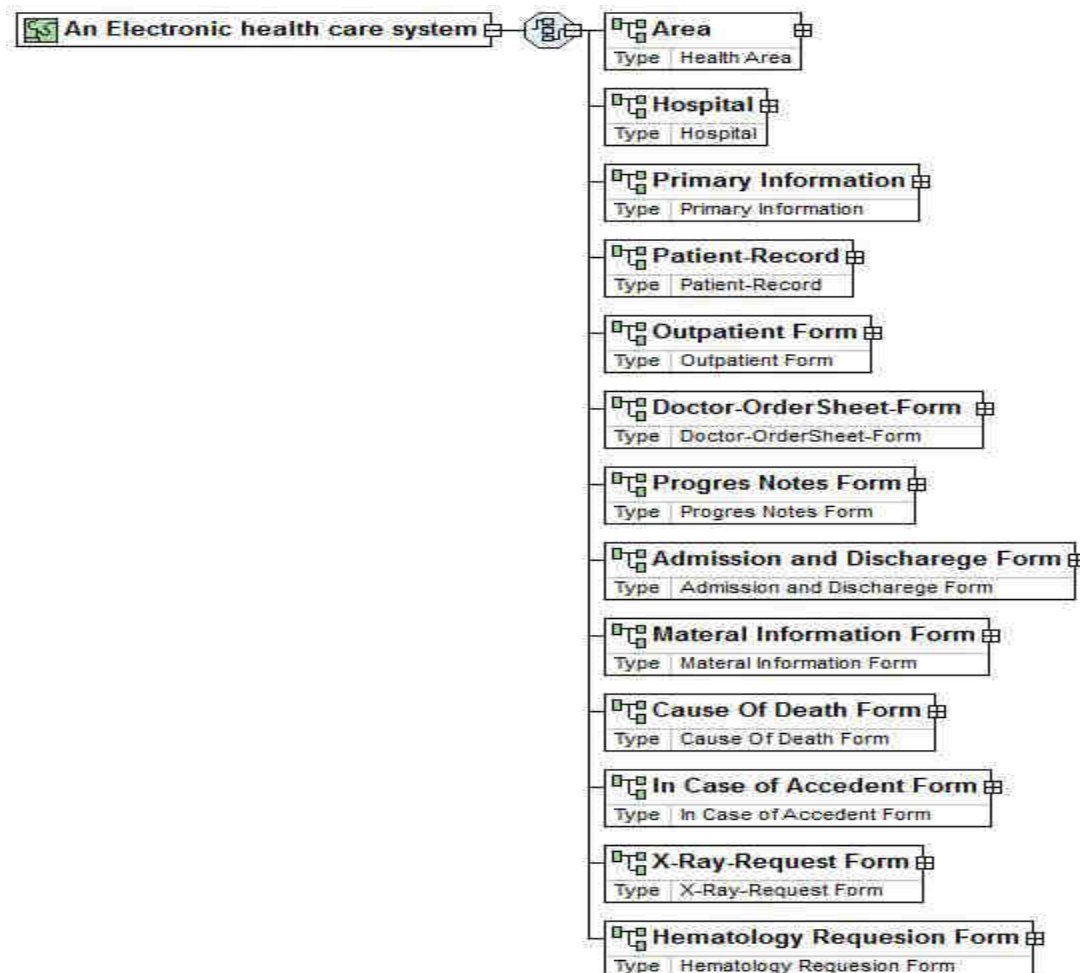 An Electronic health care system
Area
Type Health Area
Hospital
Type Hospital
Primary Information
Type Primary Information
Patient-Record
Type Patient-Record
Outpatient Form
Type Outpatient Form
Doctor-OrderSheet-Form
Type Doctor-OrderSheet-Form
Progres Notes Form
Type Progres Notes Form
Admission and Discharege Form
Type Admission and Discharege Form
Materal Information Form
Type Materal Information Form
Cause Of Death Form
Type Cause Of Death Form
In Case of Accedent Form
Type In Case of Accedent Form
X-Ray-Request Form
Type X-Ray-Request Form
Hematology Requesion Form
Type Hematology Requesion Form